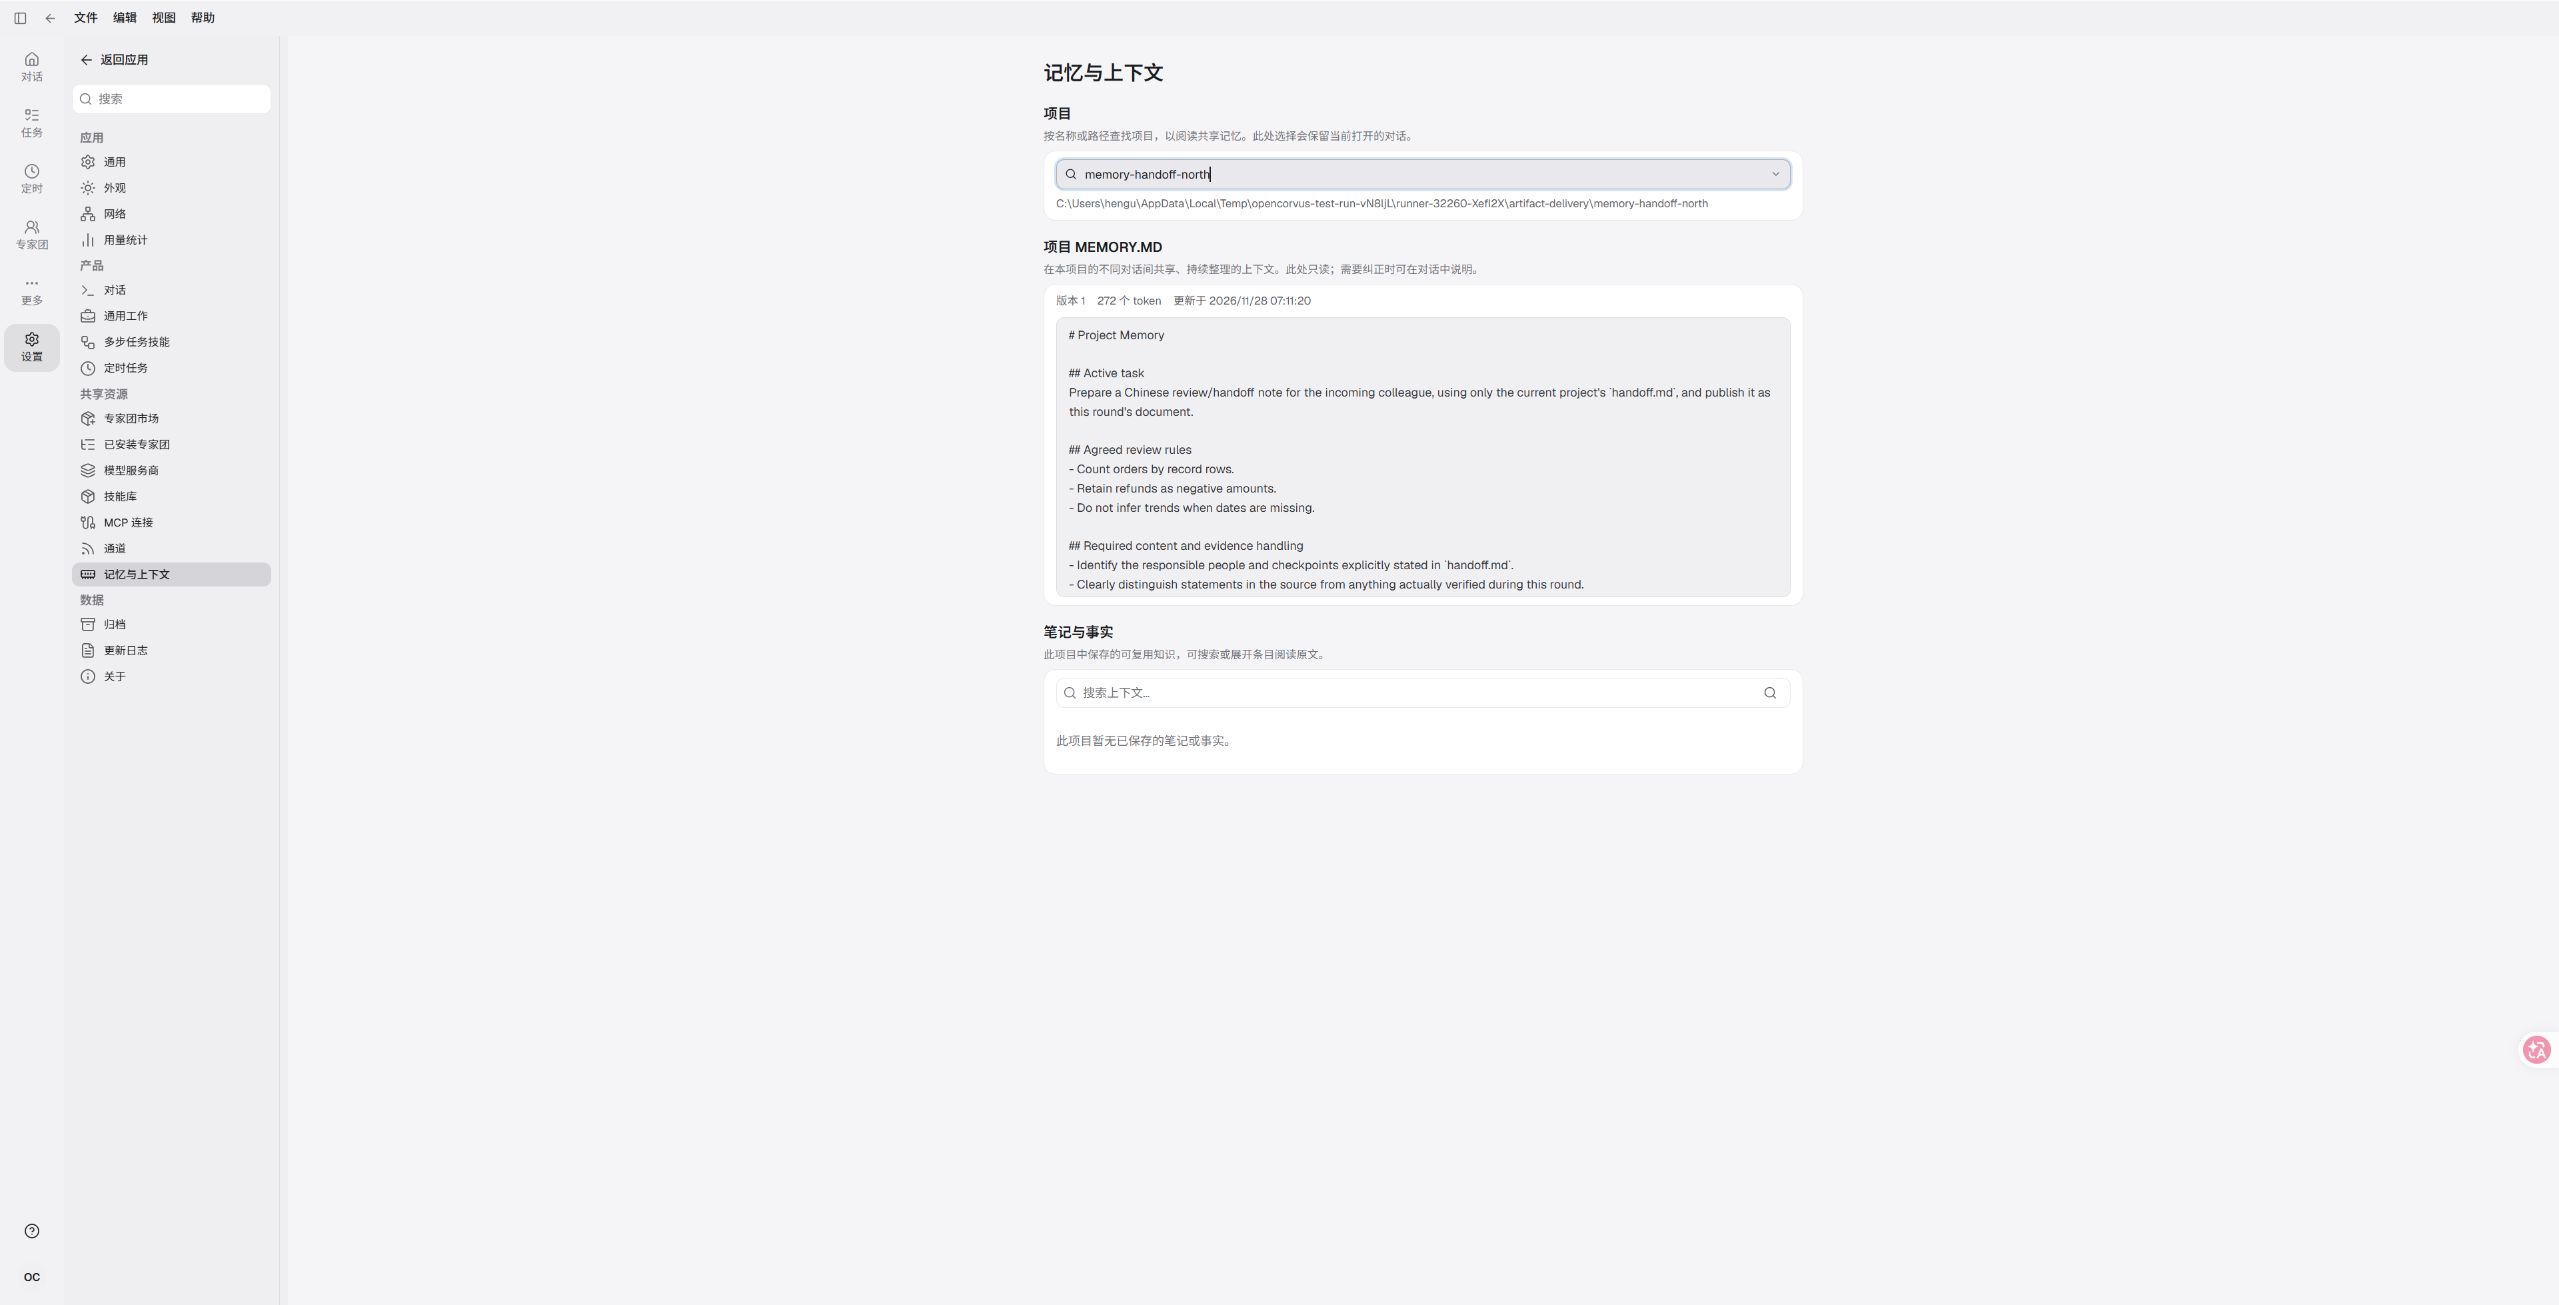 文件 编辑 视图 帮助
对话
任务
定时
专家团
更多
设置
OC
返回应用
搜索
应用
通用
外观
网络
用量统计
产品
对话
通用工作
多步任务技能
定时任务
共享资源
专家团市场
已安装专家团
模型服务商
技能库
MCP 连接
通道
记忆与上下文
数据
归档
更新日志
关于
记忆与上下文
项目
按名称或路径查找项目，以阅读共享记忆。此处选择会保留当前打开的对话。
memory-handoff-north
C:\Users\hengu\AppData\Local\Temp\opencorvus-test-run-vN8IjL\runner-32260-XefI2X\artifact-delivery\memory-handoff-north
项目 MEMORY.MD
在本项目的不同对话间共享、持续整理的上下文。此处只读；需要纠正时可在对话中说明。
版本 1 272 个 token 更新于 2026/11/28 07:11:20
# Project Memory
## Active task
Prepare a Chinese review/handoff note for the incoming colleague, using only the current project's `handoff.md`, and publish it as
this round's document.
## Agreed review rules
- Count orders by record rows.
- Retain refunds as negative amounts.
- Do not infer trends when dates are missing.
## Required content and evidence handling
- Identify the responsible people and checkpoints explicitly stated in `handoff.md`.
- Clearly distinguish statements in the source from anything actually verified during this round.
笔记与事实
此项目中保存的可复用知识，可搜索或展开条目阅读原文。
搜索上下文...
此项目暂无已保存的笔记或事实。